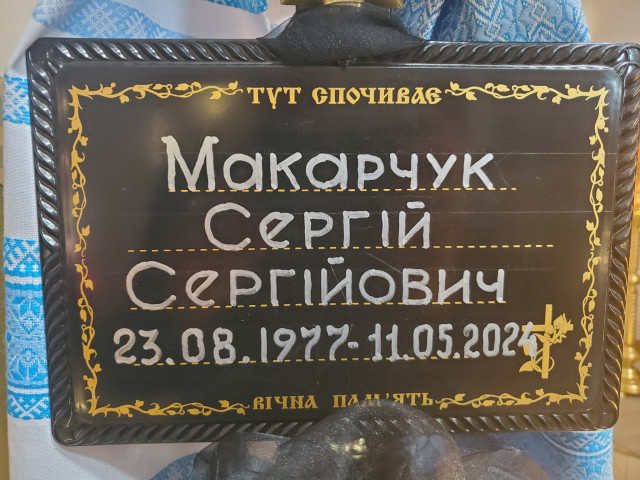 ТУТ СПОЧИВАЄ
Макарчук
Сергій
Сергійович
23.08.1977-11.05.2024
ВІЧНА ПАМ'ЯТЬ